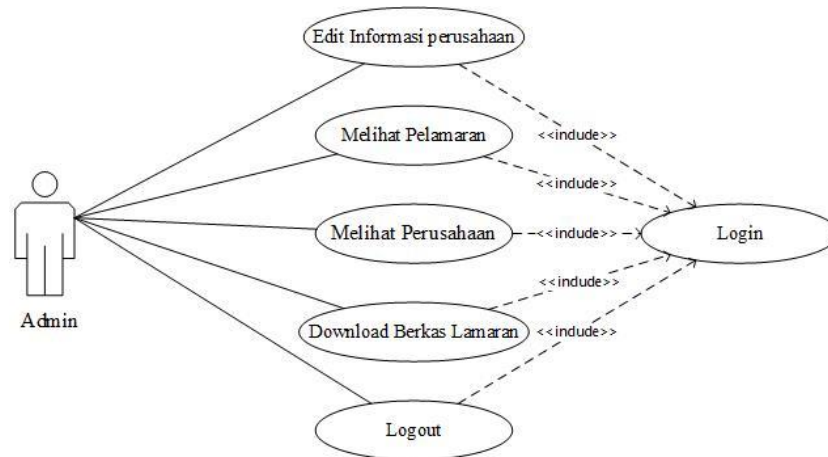 Edit Informasi perusahaan
<<indude>>
Melihat Pelamaran
<<indude>>
Melihat Perusahaan
<<indude>>
Login
<<indude>>
Admin
Download Berkas Lamaran
<<indude>>
Logout